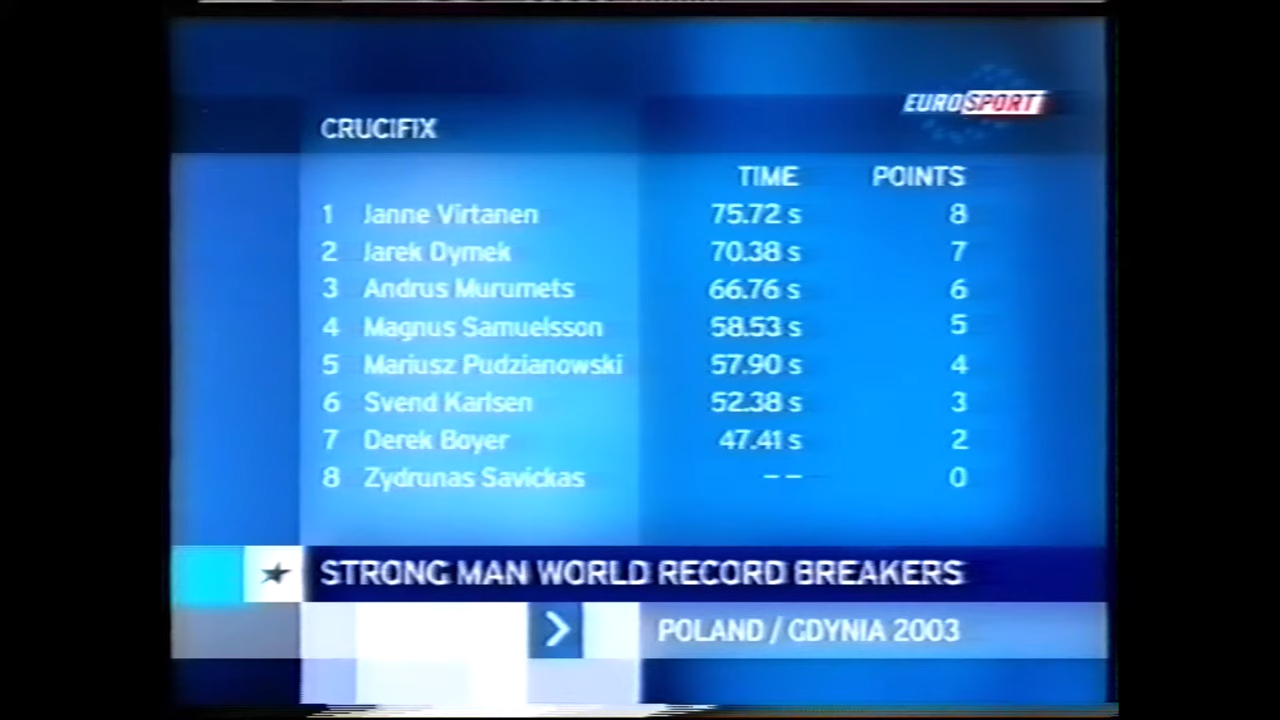 EUROSPORT
CRUCIFIX
TIME POINTS
1 Janne Virtanen 75.72 s 8
2 Jarek Dymek 70.38 s 7
3 Andrus Murumets 66.76 s 6
4 Magnus Samuelsson 58.53 s 5
5 Mariusz Pudzianowski 57.90 s 4
6 Svend Karlsen 52.38 s 3
7 Derek Boyer 47.41 s 2
8 Zydrunas Savickas -- 0
STRONG MAN WORLD RECORD BREAKERS
POLAND / GDYNIA 2003